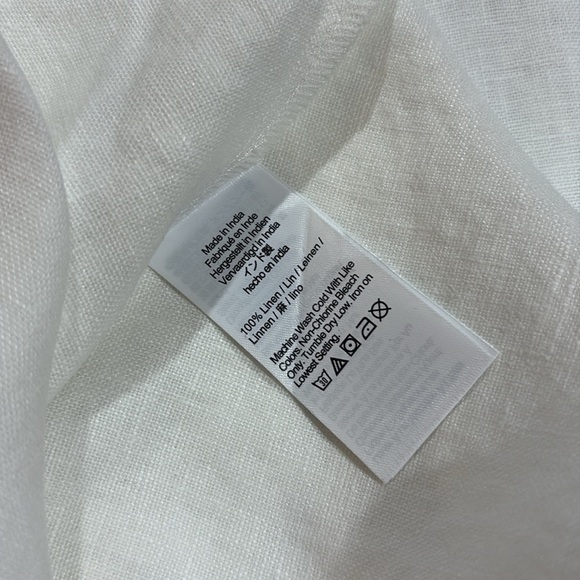 Made in India
Fabriqué en Inde
Hergestellt in Indien
Vervaardigd in India
インド製
hecho en india
100% Linen / Lin / Leinen /
Linnen / 麻 / lino
Machine Wash Cold With Like
Colors. Non-Chlorine Bleach
Only. Tumble Dry Low. Iron on
Lowest Setting.
30